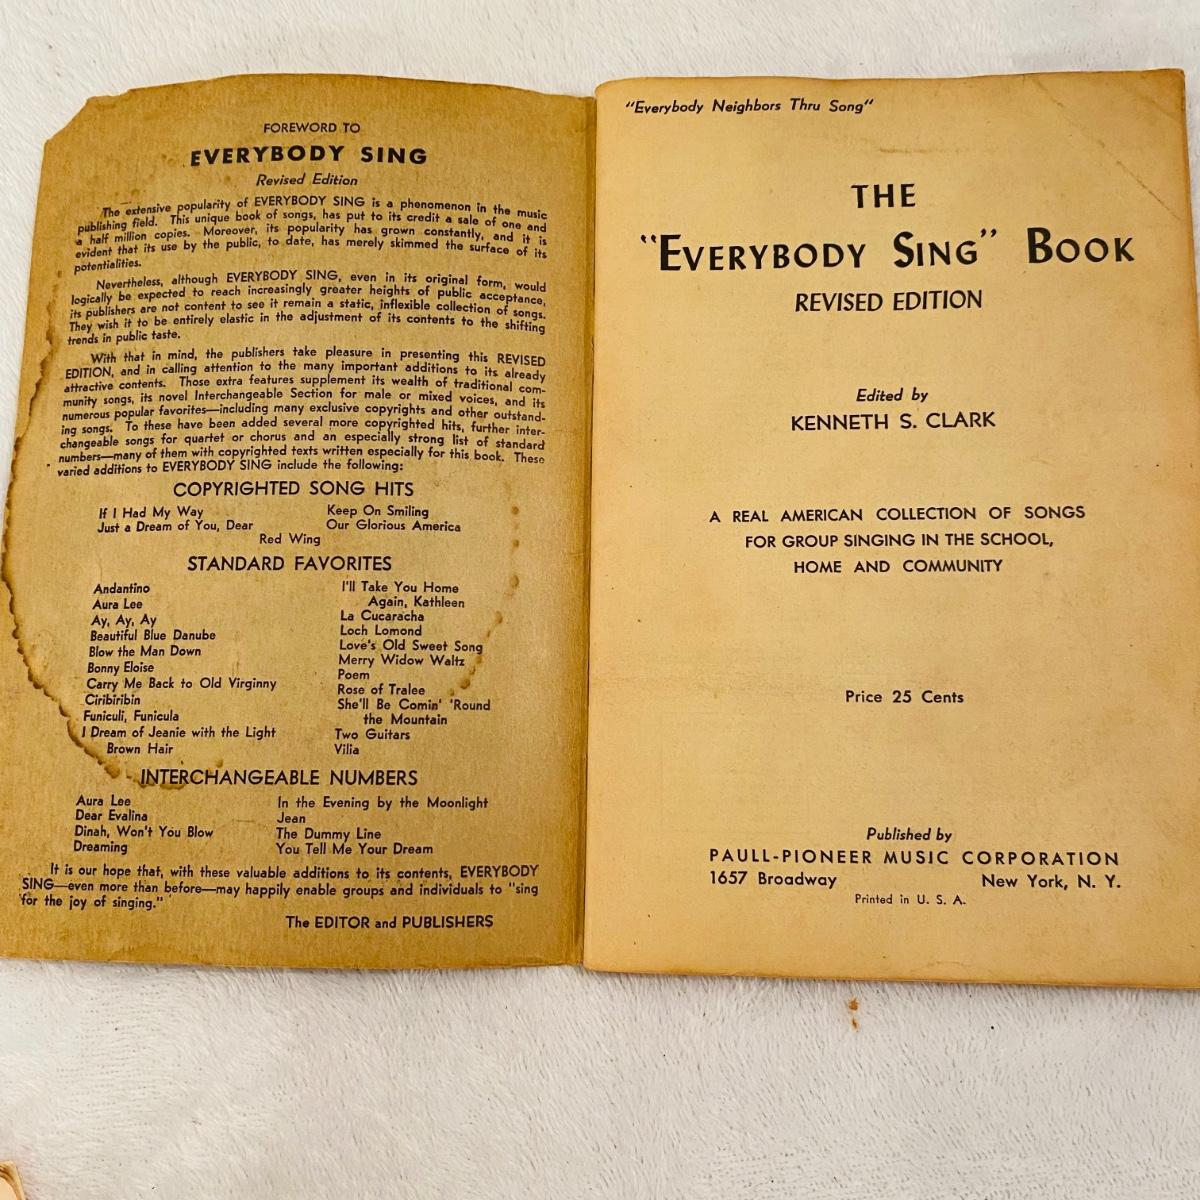 FOREWORD TO
EVERYBODY SING
Revised Edition
The extensive popularity of EVERYBODY SING is a phenomenon in the music
publishing field. This unique book of songs, has put to its credit a sale of one and
a half million copies. Moreover, its popularity has grown constantly, and it is
evident that its use by the public, to date, has merely skimmed the surface of its
potentialities.
Nevertheless, although EVERYBODY SING, even in its original form, would
logically be expected to reach increasingly greater heights of public acceptance,
its publishers are not content to see it remain a static, inflexible collection of songs.
They wish it to be entirely elastic in the adjustment of its contents to the shifting
trends in public taste.
With that in mind, the publishers take pleasure in presenting this REVISED
EDITION, and in calling attention to the many important additions to its already
attractive contents. Those extra features supplement its wealth of traditional com-
munity songs, its novel Interchangeable Section for male or mixed voices, and its
numerous popular favorites—including many exclusive copyrights and other outstand-
ing songs. To these have been added several more copyrighted hits, further inter-
changeable songs for quartet or chorus and an especially strong list of standard
numbers—many of them with copyrighted texts written especially for this book. These
varied additions to EVERYBODY SING include the following:
COPYRIGHTED SONG HITS
If I Had My Way
Just a Dream of You, Dear
Keep On Smiling
Our Glorious America
Red Wing
STANDARD FAVORITES
Andantino
Aura Lee
Ay, Ay, Ay
Beautiful Blue Danube
Blow the Man Down
Bonny Eloise
Carry Me Back to Old Virginny
Ciribiribin
Funiculi, Funicula
I Dream of Jeanie with the Light
Brown Hair
I'll Take You Home
Again, Kathleen
La Cucaracha
Loch Lomond
Love's Old Sweet Song
Merry Widow Waltz
Poem
Rose of Tralee
She'll Be Comin' 'Round
the Mountain
Two Guitars
Vilia
INTERCHANGEABLE NUMBERS
Aura Lee
Dear Evalina
Dinah, Won't You Blow
Dreaming
In the Evening by the Moonlight
Jean
The Dummy Line
You Tell Me Your Dream
It is our hope that, with these valuable additions to its contents, EVERYBODY
SING—even more than before—may happily enable groups and individuals to "sing
for the joy of singing."
The EDITOR and PUBLISHERS
"Everybody Neighbors Thru Song"
THE
"EVERYBODY SING" BOOK
REVISED EDITION
Edited by
KENNETH S. CLARK
A REAL AMERICAN COLLECTION OF SONGS
FOR GROUP SINGING IN THE SCHOOL,
HOME AND COMMUNITY
Price 25 Cents
Published by
PAULL-PIONEER MUSIC CORPORATION
1657 Broadway New York, N. Y.
Printed in U. S. A.